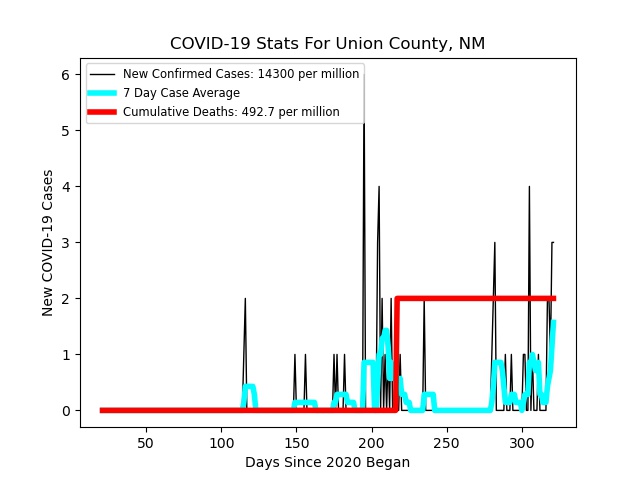 COVID-19 Stats For Union County, NM
New Confirmed Cases: 14300 per million
7 Day Case Average
Cumulative Deaths: 492.7 per million
New COVID-19 Cases
6
5
4
3
2
1
0
50 100 150 200 250 300
Days Since 2020 Began